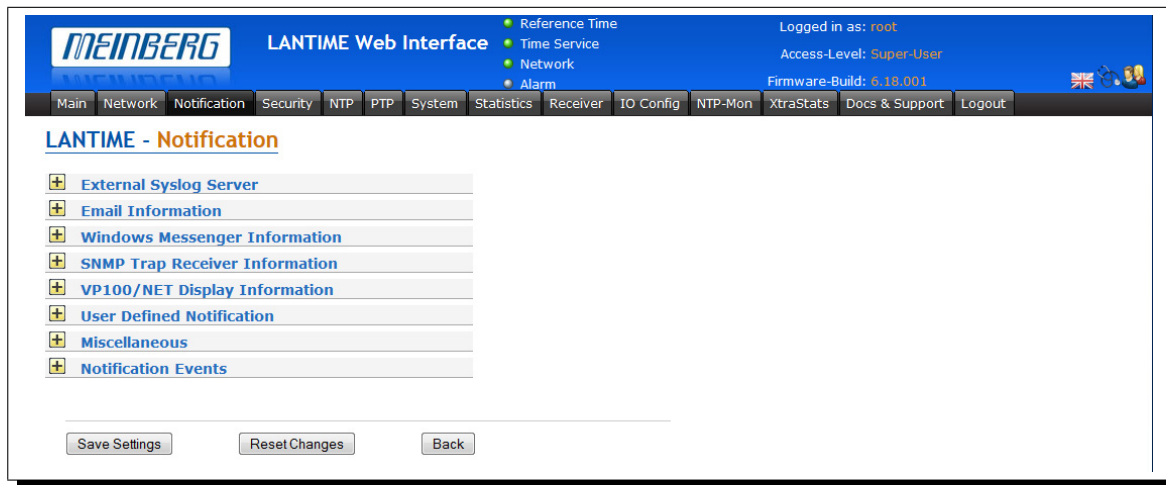 MEINBERG
LANTIME Web Interface
Reference Time
Time Service
Network
Alarm
Logged in as: root
Access-Level: Super-User
Firmware-Build: 6.18.001
Main Network Notification Security NTP PTP System Statistics Receiver IO Config NTP-Mon XtraStats Docs & Support Logout
LANTIME - Notification
External Syslog Server
Email Information
Windows Messenger Information
SNMP Trap Receiver Information
VP100/NET Display Information
User Defined Notification
Miscellaneous
Notification Events
Save Settings Reset Changes Back